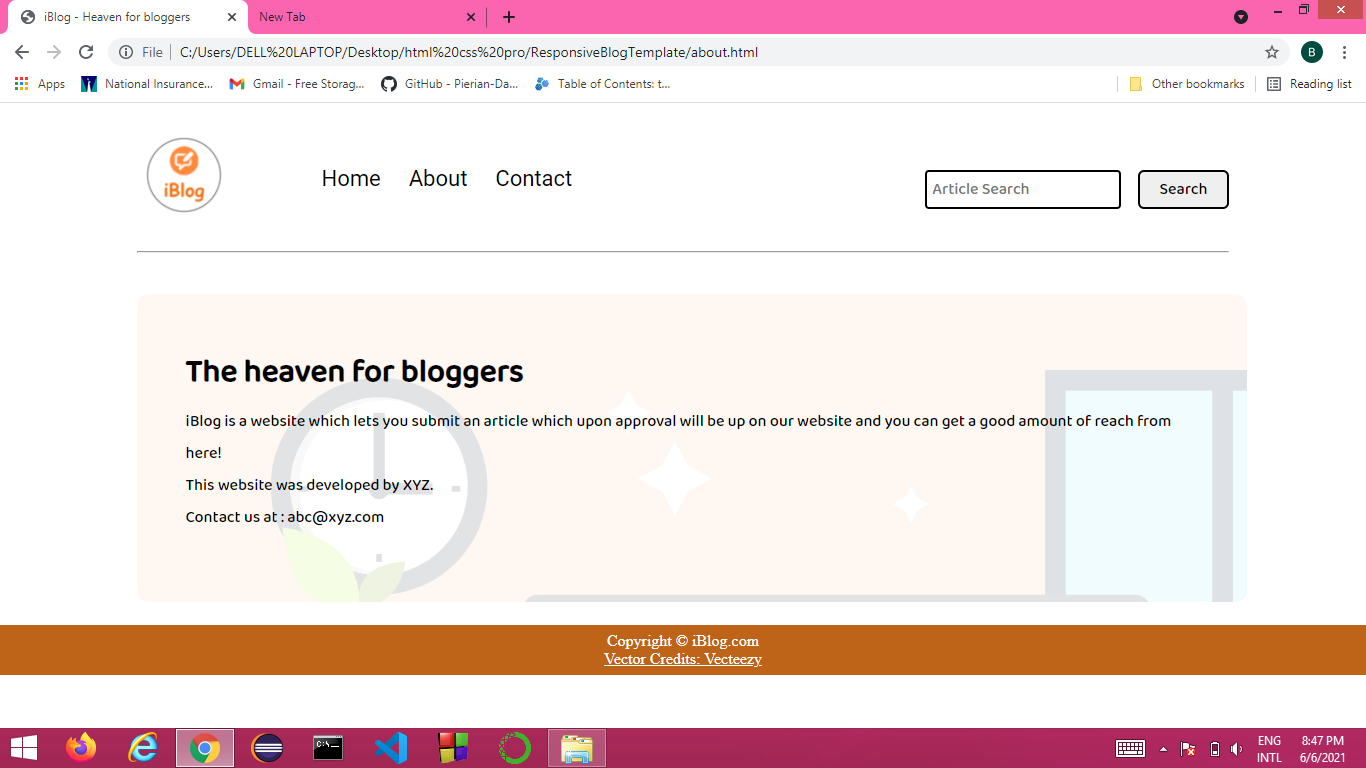 iBlog - Heaven for bloggers
New Tab
File
C:/Users/DELL%20LAPTOP/Desktop/html%20css%20pro/ResponsiveBlogTemplate/about.html
B
Apps
National Insurance...
Gmail - Free Storag...
GitHub - Pierian-Da...
Table of Contents: t...
Other bookmarks
Reading list
iBlog
Home
About
Contact
Article Search
Search
The heaven for bloggers
iBlog is a website which lets you submit an article which upon approval will be up on our website and you can get a good amount of reach from
here!
This website was developed by XYZ.
Contact us at : abc@xyz.com
Copyright © iBlog.com
Vector Credits: Vecteezy
ENG
INTL
8:47 PM
6/6/2021